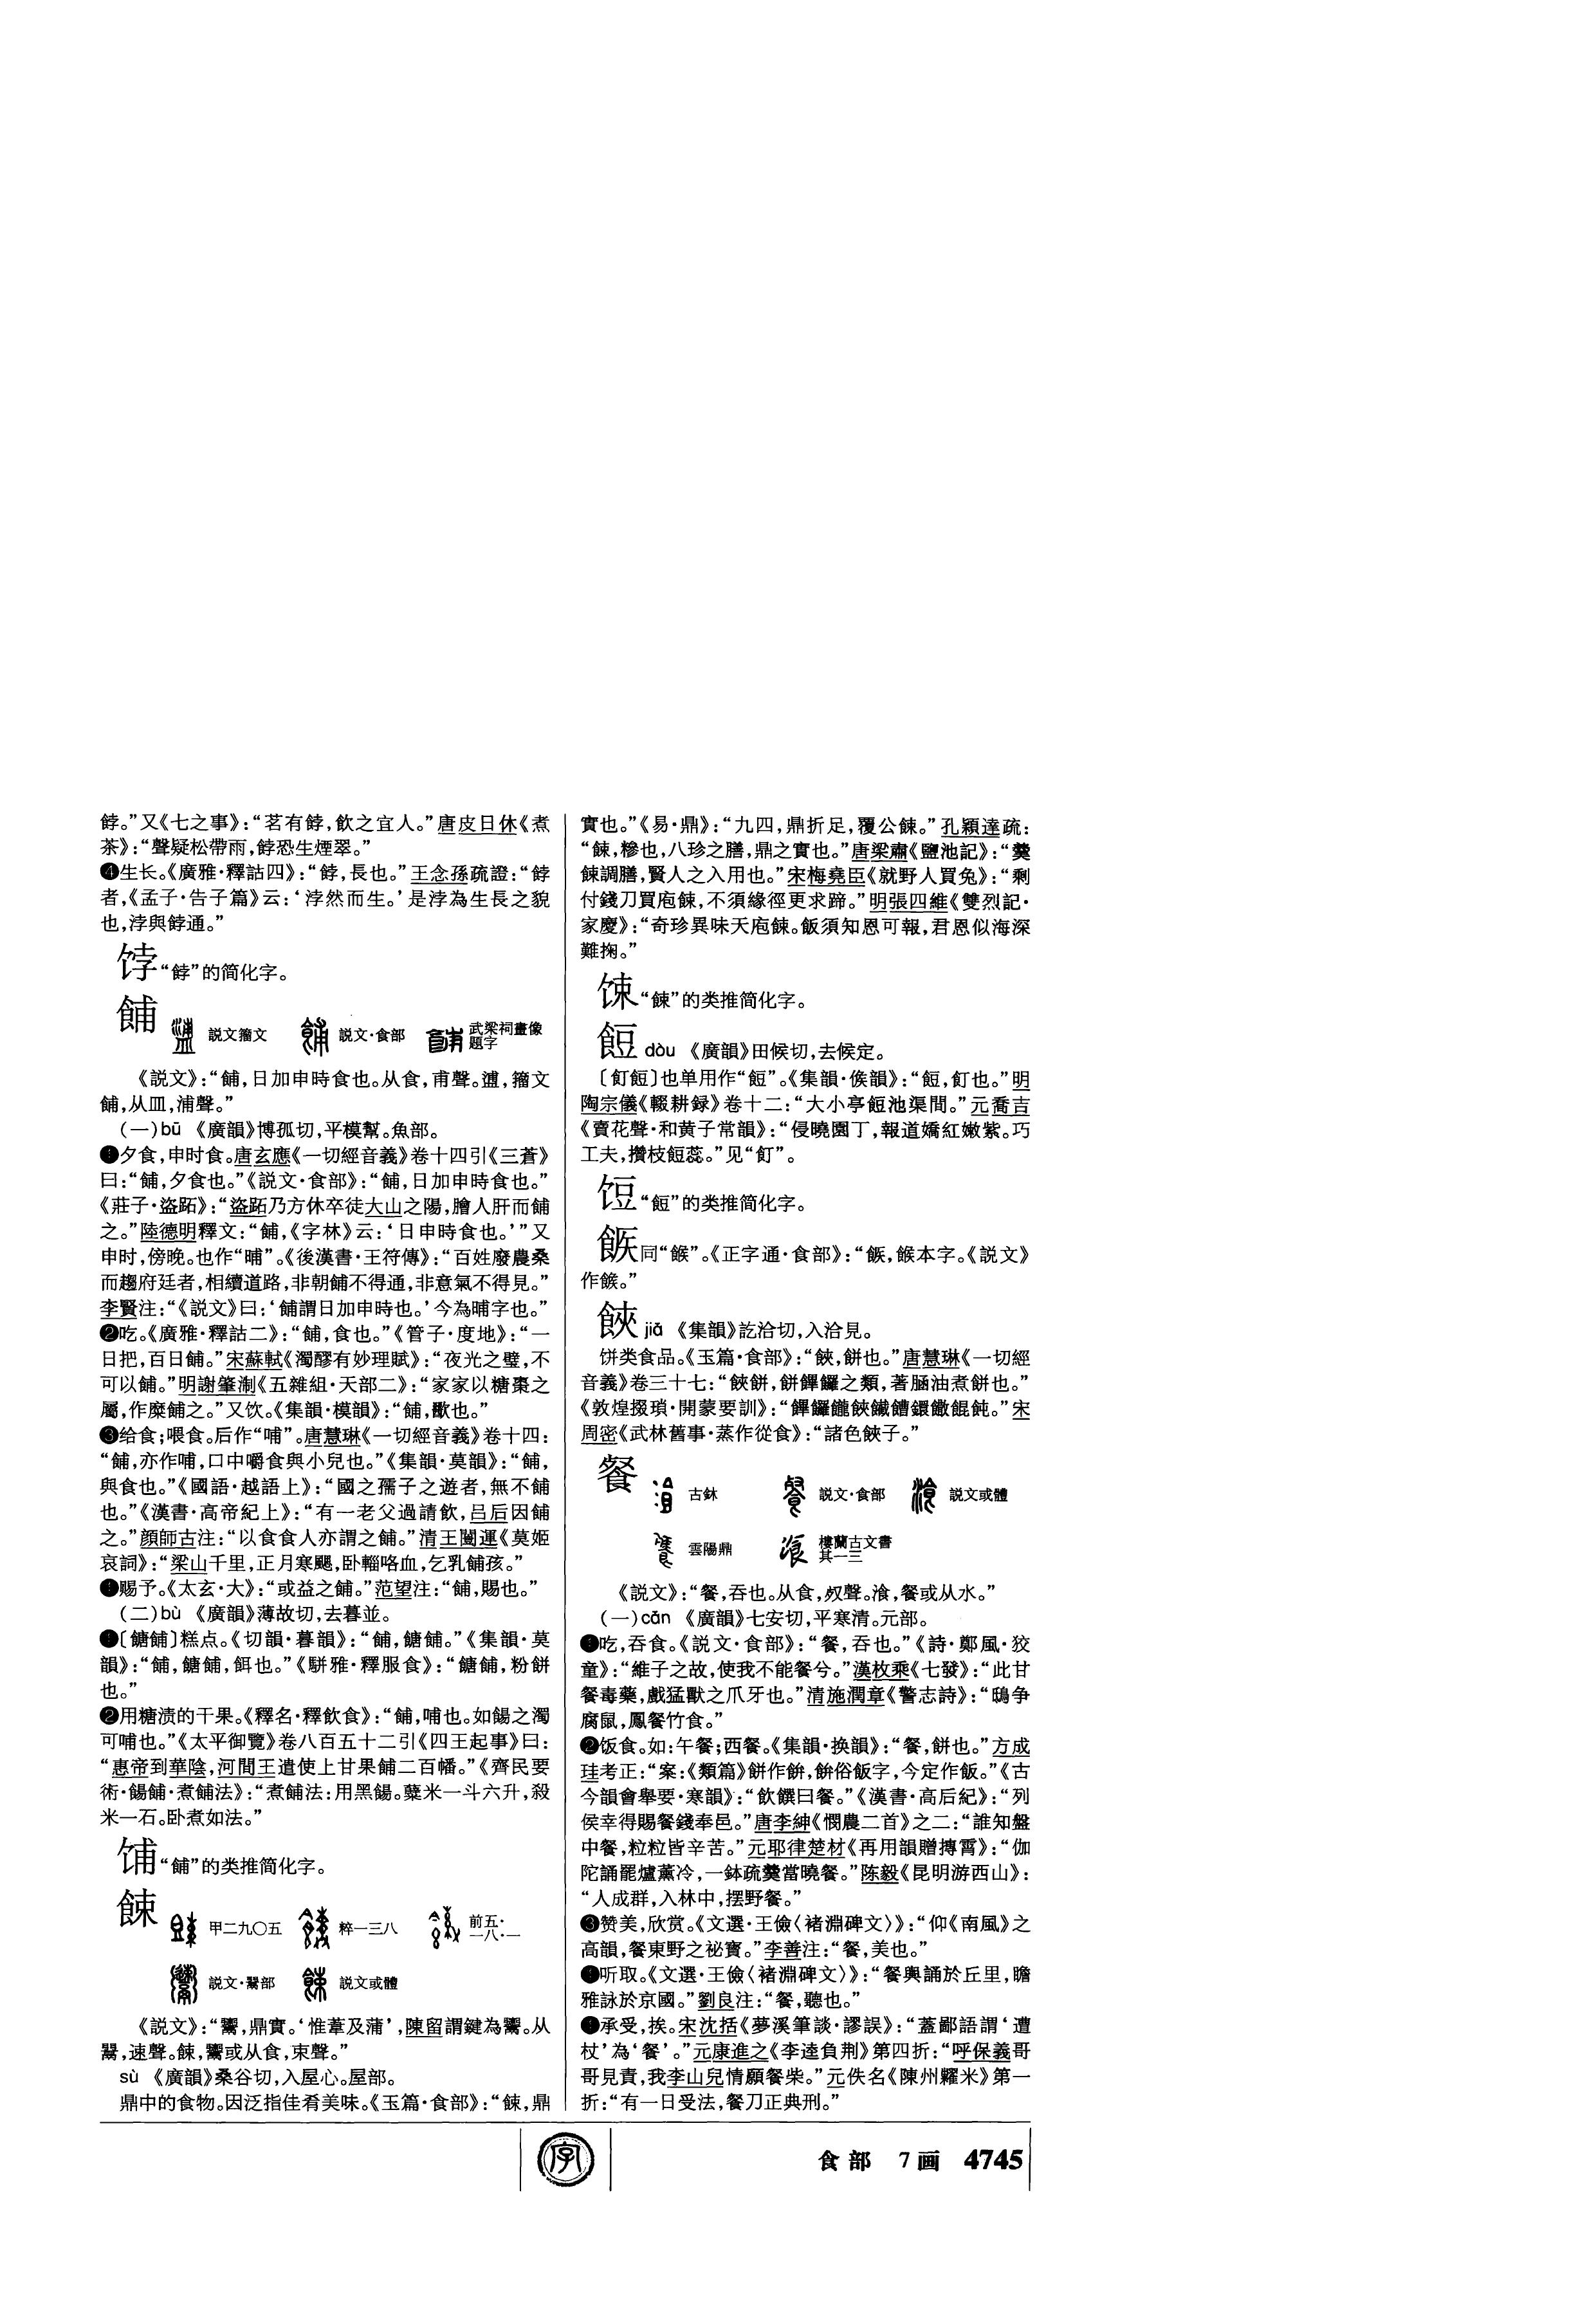 餑。”又《七之事》：“茗有餑，飲之宜人。”唐皮日休《煮
茶》：“聲疑松帶雨，餑恐生煙翠。”
❹生长。《廣雅·釋詁四》：“餑，長也。”王念孫疏證：“餑
者，《孟子·告子篇》云：‘浡然而生。’是浡為生長之貌
也，浡與餑通。”
饽“餑”的简化字。
餔 説文籀文 説文·食部 武梁祠畫像
題字
《説文》：“餔，日加申時食也。从食，甫聲。𥂈，籀文
餔，从皿，浦聲。”
（一）bū 《廣韻》博孤切，平模幫。魚部。
❶夕食，申时食。唐玄應《一切經音義》卷十四引《三蒼》
曰：“餔，夕食也。”《説文·食部》：“餔，日加申時食也。”
《莊子·盜跖》：“盜跖乃方休卒徒大山之陽，膾人肝而餔
之。”陸德明釋文：“餔，《字林》云：‘日申時食也。’”又
申时，傍晚。也作“晡”。《後漢書·王符傳》：“百姓廢農桑
而趨府廷者，相續道路，非朝餔不得通，非意氣不得見。”
李賢注：“《説文》曰：‘餔謂日加申時也。’今為晡字也。”
❷吃。《廣雅·釋詁二》：“餔，食也。”《管子·度地》：“一
日把，百日餔。”宋蘇軾《濁醪有妙理賦》：“夜光之璧，不
可以餔。”明謝肇淛《五雜組·天部二》：“家家以糖棗之
屬，作糜餔之。”又饮。《集韻·模韻》：“餔，歠也。”
❸给食；喂食。后作“哺”。唐慧琳《一切經音義》卷十四：
“餔，亦作哺，口中嚼食與小兒也。”《集韻·莫韻》：“餔，
與食也。”《國語·越語上》：“國之孺子之遊者，無不餔
也。”《漢書·高帝紀上》：“有一老父過請飲，吕后因餔
之。”顔師古注：“以食食人亦謂之餔。”清王闓運《莫姬
哀詞》：“梁山千里，正月寒颸，卧輜咯血，乞乳餔孩。”
❹赐予。《太玄·大》：“或益之餔。”范望注：“餔，賜也。”
（二）bù 《廣韻》薄故切，去暮並。
❶〔餹餔〕糕点。《切韻·暮韻》：“餔，餹餔。”《集韻·莫
韻》：“餔，餹餔，餌也。”《駢雅·釋服食》：“餹餔，粉餅
也。”
❷用糖渍的干果。《釋名·釋飲食》：“餔，哺也。如餳之濁
可哺也。”《太平御覽》卷八百五十二引《四王起事》曰：
“惠帝到華陰，河間王遣使上甘果餔二百幡。”《齊民要
術·餳餔·煮餔法》：“煮餔法：用黑餳。糵米一斗六升，殺
米一石。卧煮如法。”
𫗦“餔”的类推简化字。
餗 甲二九〇五 粹一三八 前五·
一八·一
説文·䰜部 説文或體
《説文》：“𩱧，鼎實。‘惟葦及蒲’，陳留謂鍵為𩱧。从
䰜，速聲。餗，𩱧或从食，束聲。”
sù 《廣韻》桑谷切，入屋心。屋部。
鼎中的食物。因泛指佳肴美味。《玉篇·食部》：“餗，鼎
實也。”《易·鼎》：“九四，鼎折足，覆公餗。”孔穎達疏：
“餗，糝也，八珍之膳，鼎之實也。”唐梁肅《鹽池記》：“羹
餗調膳，賢人之入用也。”宋梅堯臣《就野人買兔》：“剩
付錢刀買庖餗，不須緣徑更求蹄。”明張四維《雙烈記·
家慶》：“奇珍異味天庖餗。飯須知恩可報，君恩似海深
難掬。”
𫗧“餗”的类推简化字。
餖 dòu 《廣韻》田候切，去候定。
〔飣餖〕也单用作“餖”。《集韻·侯韻》：“餖，飣也。”明
陶宗儀《輟耕録》卷十二：“大小亭餖池渠間。”元喬吉
《賣花聲·和黄子常韻》：“侵曉園丁，報道嬌紅嫩紫。巧
工夫，攢枝餖蕊。”见“飣”。
饾“餖”的类推简化字。
䬵同“餱”。《正字通·食部》：“䬵，餱本字。《説文》
作餱。”
餄 jiā 《集韻》訖洽切，入洽見。
饼类食品。《玉篇·食部》：“餄，餅也。”唐慧琳《一切經
音義》卷三十七：“餄餅，餅饆饠之類，著腼油煮餅也。”
宋
周密《武林舊事·蒸作從食》：“諸色餄子。”
餐 古鉥 説文·食部 説文或體
雲陽鼎 樓蘭古文書
其一三
《説文》：“餐，吞也。从食，𣦼聲。湌，餐或从水。”
（一）cān 《廣韻》七安切，平寒清。元部。
❶吃，吞食。《説文·食部》：“餐，吞也。”《詩·鄭風·狡
童》：“維子之故，使我不能餐兮。”漢枚乘《七發》：“此甘
餐毒藥，戲猛獸之爪牙也。”清施潤章《警志詩》：“鴟争
腐鼠，鳳餐竹食。”
❷饭食。如：午餐；西餐。《集韻·换韻》：“餐，餅也。”方成
珪考正：“案：《類篇》餅作餴，餴俗飯字，今定作飯。”《古
今韻會舉要·寒韻》：“飲饌曰餐。”《漢書·高后紀》：“列
侯幸得賜餐錢奉邑。”唐李紳《憫農二首》之二：“誰知盤
中餐，粒粒皆辛苦。”元耶律楚材《再用韻贈摶霄》：“伽
陀誦罷爐薰冷，一鉢疏羹當曉餐。”陈毅《昆明游西山》：
“人成群，入林中，摆野餐。”
❸赞美，欣赏。《文選·王儉〈褚淵碑文〉》：“仰《南風》之
高韻，餐東野之祕寳。”李善注：“餐，美也。”
❹听取。《文選·王儉〈褚淵碑文〉》：“餐輿誦於丘里，瞻
雅詠於京國。”劉良注：“餐，聽也。”
❺承受，挨。宋沈括《夢溪筆談·謬誤》：“蓋鄙語謂‘遭
杖’為‘餐’。”元康進之《李逵負荆》第四折：“呼保義哥
哥見責，我李山兒情願餐柴。”元佚名《陳州糶米》第一
折：“有一日受法，餐刀正典刑。”
字
食部 7画 4745